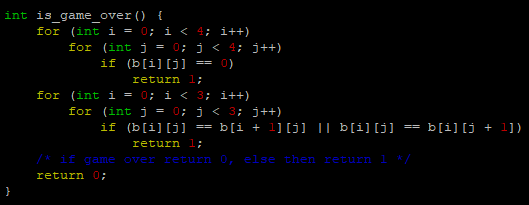 int is_game_over() {
    for (int i = 0; i < 4; i++)
        for (int j = 0; j < 4; j++)
            if (b[i][j] == 0)
                return 1;
    for (int i = 0; i < 3; i++)
        for (int j = 0; j < 3; j++)
            if (b[i][j] == b[i + 1][j] || b[i][j] == b[i][j + 1])
                return 1;
    /* if game over return 0, else then return 1 */
    return 0;
}